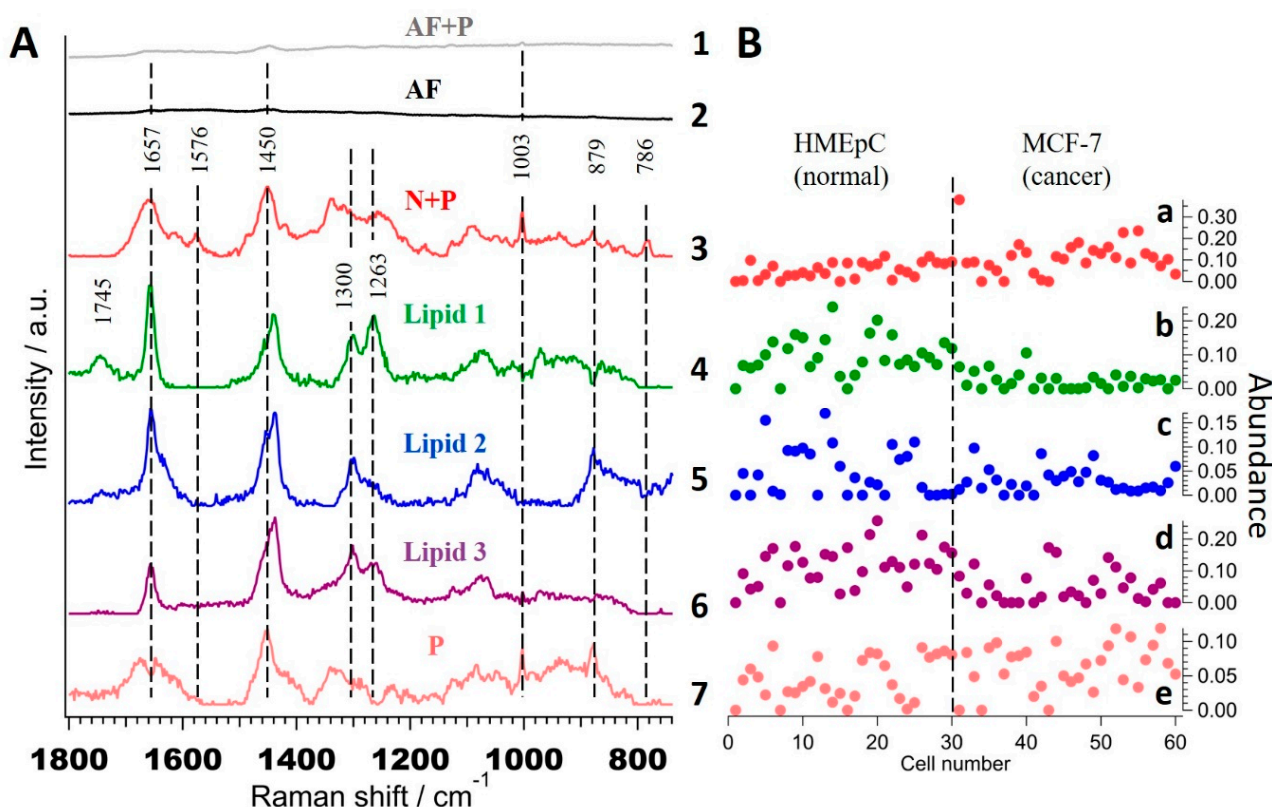 A
AF+P
1
AF
2
1657
1576
1450
1003
879
786
N+P
3
1745
1300
1263
Lipid 1
4
Lipid 2
5
Lipid 3
6
P
7
Intensity / a.u.
1800 1600 1400 1200 1000 800
Raman shift / cm-1
B
HMEpC
(normal)
MCF-7
(cancer)
a
0.30
0.20
0.10
0.00
b
0.20
0.10
0.00
c
0.15
0.10
0.05
0.00
d
0.20
0.10
0.00
e
0.10
0.05
0.00
Abundance
0 10 20 30 40 50 60
Cell number